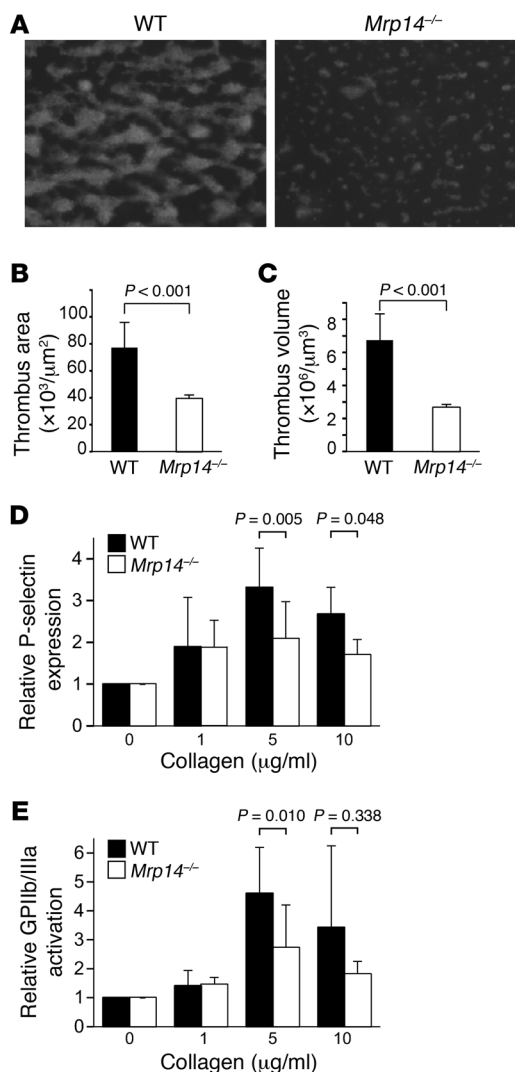 A
WT
Mrp14–/–
B
Thrombus area
(×10³/μm²)
100
80
60
40
20
0
P < 0.001
WT
Mrp14–/–
C
Thrombus volume
(×10⁶/μm³)
8
6
4
2
0
P < 0.001
WT
Mrp14–/–
D
WT
Mrp14–/–
P = 0.005
P = 0.048
Relative P-selectin
expression
4
3
2
1
0
0
1
5
10
Collagen (μg/ml)
E
WT
Mrp14–/–
P = 0.010
P = 0.338
Relative GPIIb/IIIa
activation
6
5
4
3
2
1
0
0
1
5
10
Collagen (μg/ml)